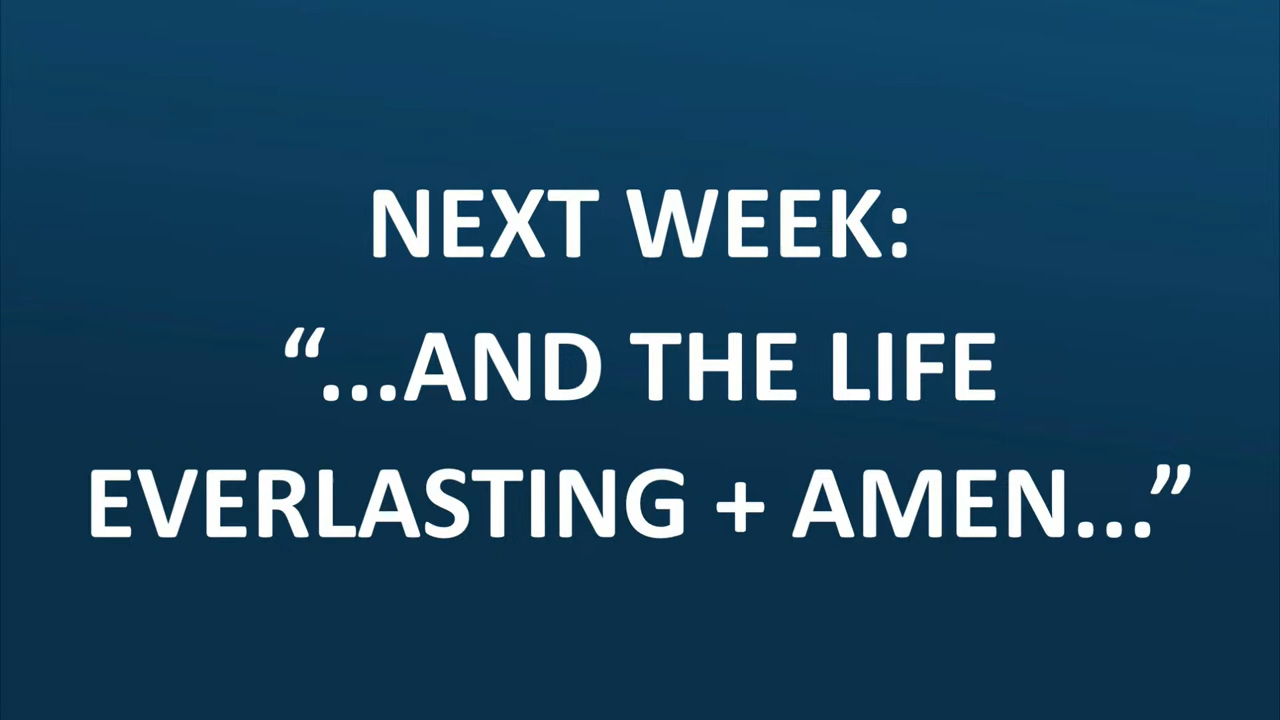 NEXT WEEK:
“...AND THE LIFE
EVERLASTING + AMEN...”